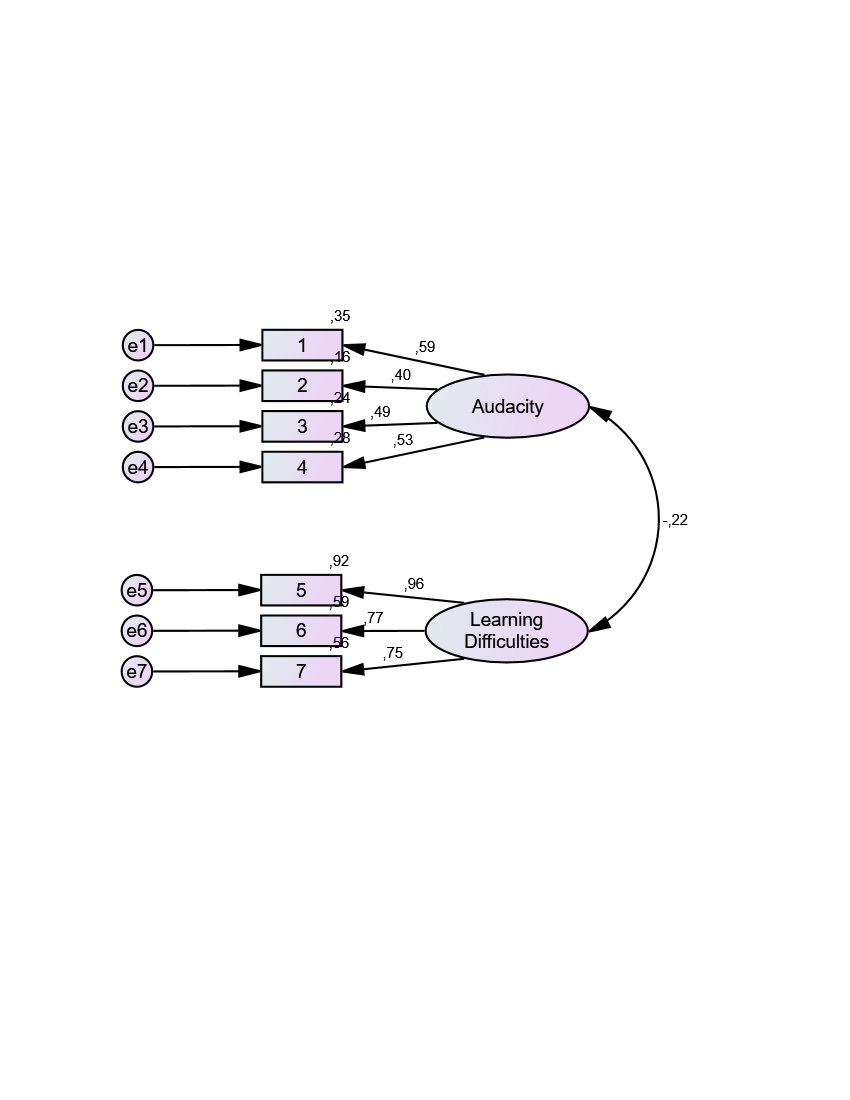 ,35
e1 1 ,59
,16
e2 2 ,40
,24
Audacity
e3 3 ,49
,28
e4 4 ,53
-,22
,92
e5 5 ,96
,59
e6 6 ,77
Learning
Difficulties
,56
e7 7 ,75